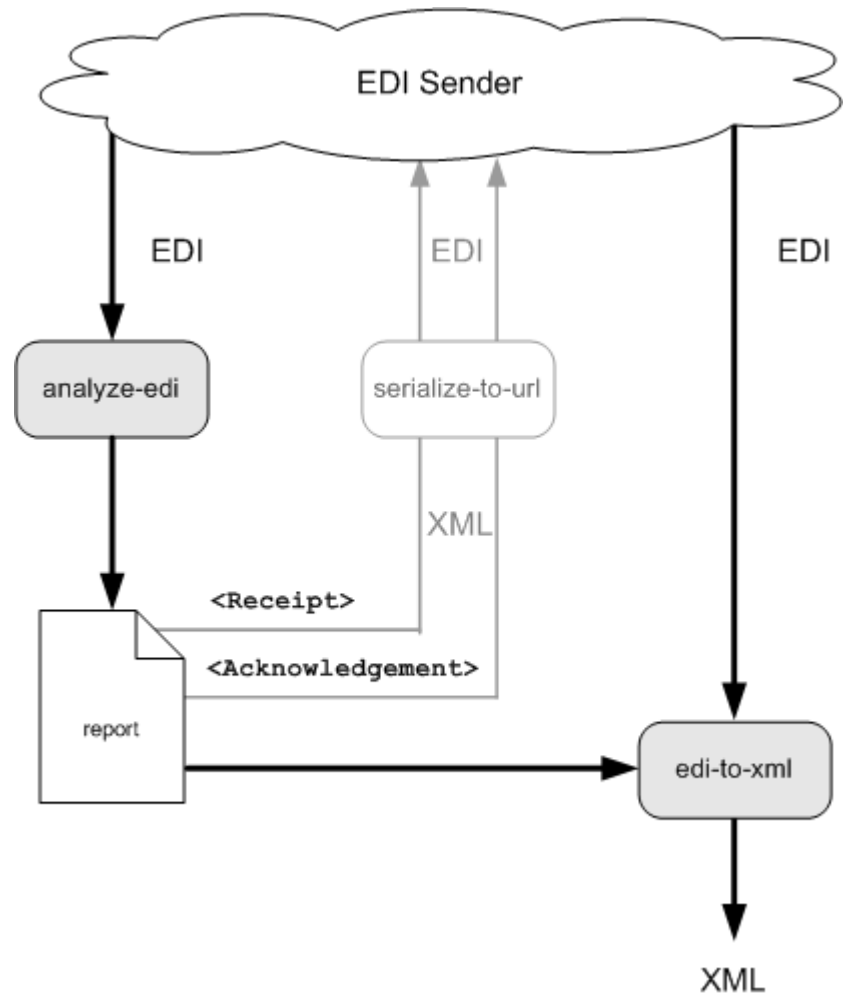 EDI Sender
EDI
EDI
EDI
analyze-edi
serialize-to-url
XML
<Receipt>
<Acknowledgement>
report
edi-to-xml
XML